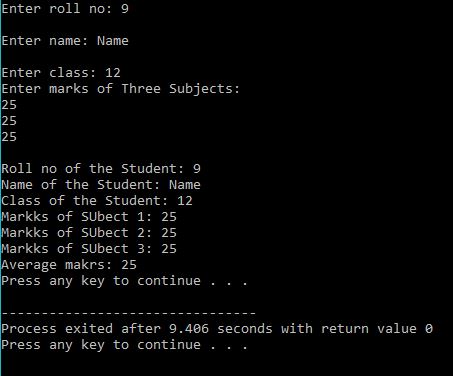 Enter roll no: 9
Enter name: Name
Enter class: 12
Enter marks of Three Subjects:
25
25
25
Roll no of the Student: 9
Name of the Student: Name
Class of the Student: 12
Markks of SUbect 1: 25
Markks of SUbect 2: 25
Markks of SUbect 3: 25
Average makrs: 25
Press any key to continue . . .
--------------------------------
Process exited after 9.406 seconds with return value 0
Press any key to continue . . .